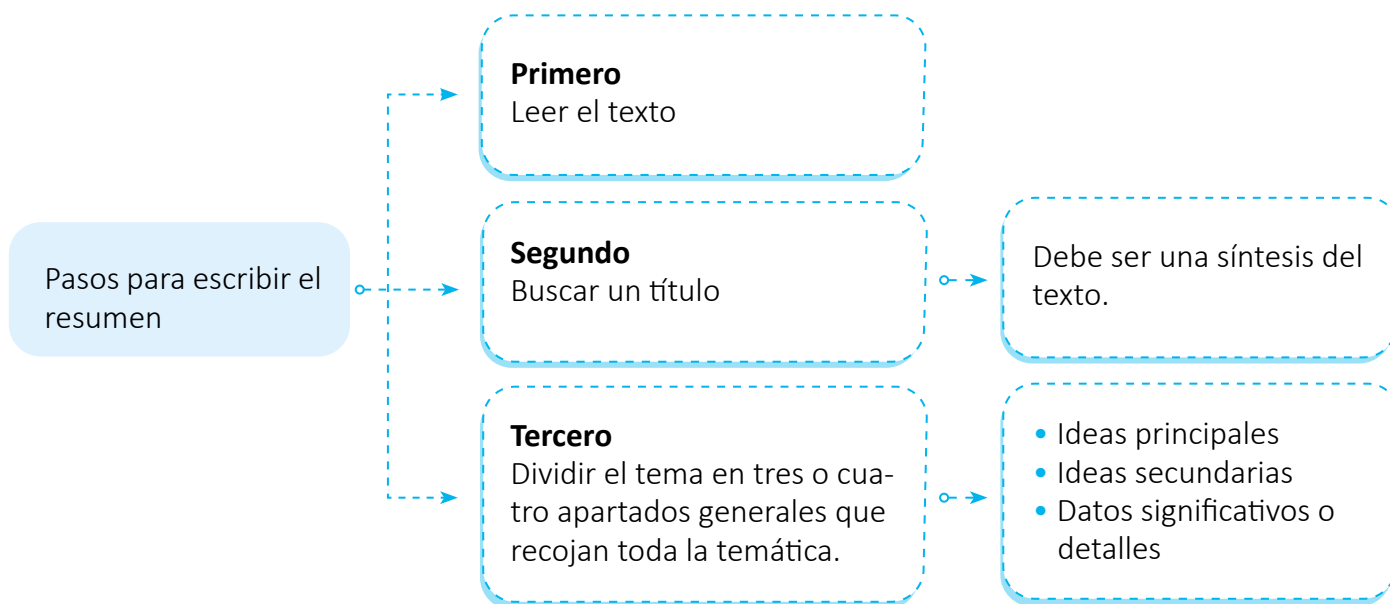 Pasos para escribir el
resumen
Primero
Leer el texto
Segundo
Buscar un título
Debe ser una síntesis del
texto.
Tercero
Dividir el tema en tres o cua-
tro apartados generales que
recojan toda la temática.
• Ideas principales
• Ideas secundarias
• Datos significativos o
detalles